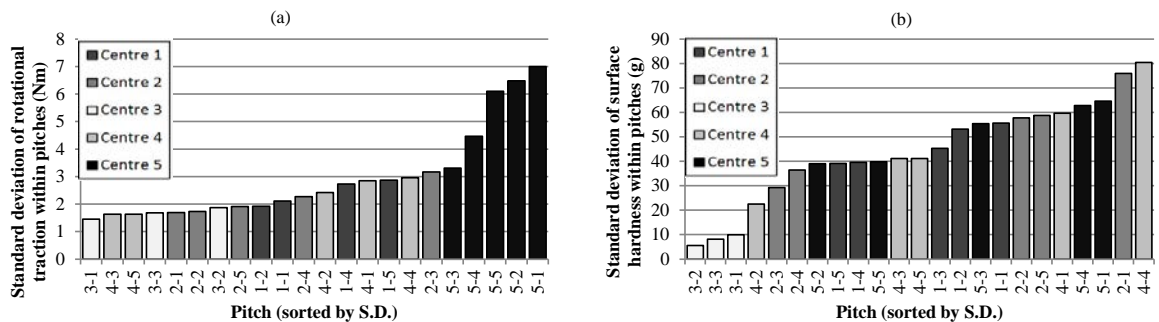 (a)
Standard deviation of rotational
traction within pitches (Nm)
8
7
6
5
4
3
2
1
0
Centre 1
Centre 2
Centre 3
Centre 4
Centre 5
3-1 4-3 4-5 3-3 2-1 2-2 3-2 2-5 1-2 1-1 2-4 4-2 1-4 4-1 1-5 4-4 2-3 5-3 5-4 5-5 5-2 5-1
Pitch (sorted by S.D.)
(b)
Standard deviation of surface
hardness within pitches (g)
90
80
70
60
50
40
30
20
10
0
Centre 1
Centre 2
Centre 3
Centre 4
Centre 5
3-2 3-3 3-1 4-2 2-3 2-4 5-2 1-5 1-4 5-5 1-2 5-3 1-1 2-2 2-5 4-1 5-4 5-1 2-1 4-4
Pitch (sorted by S.D.)